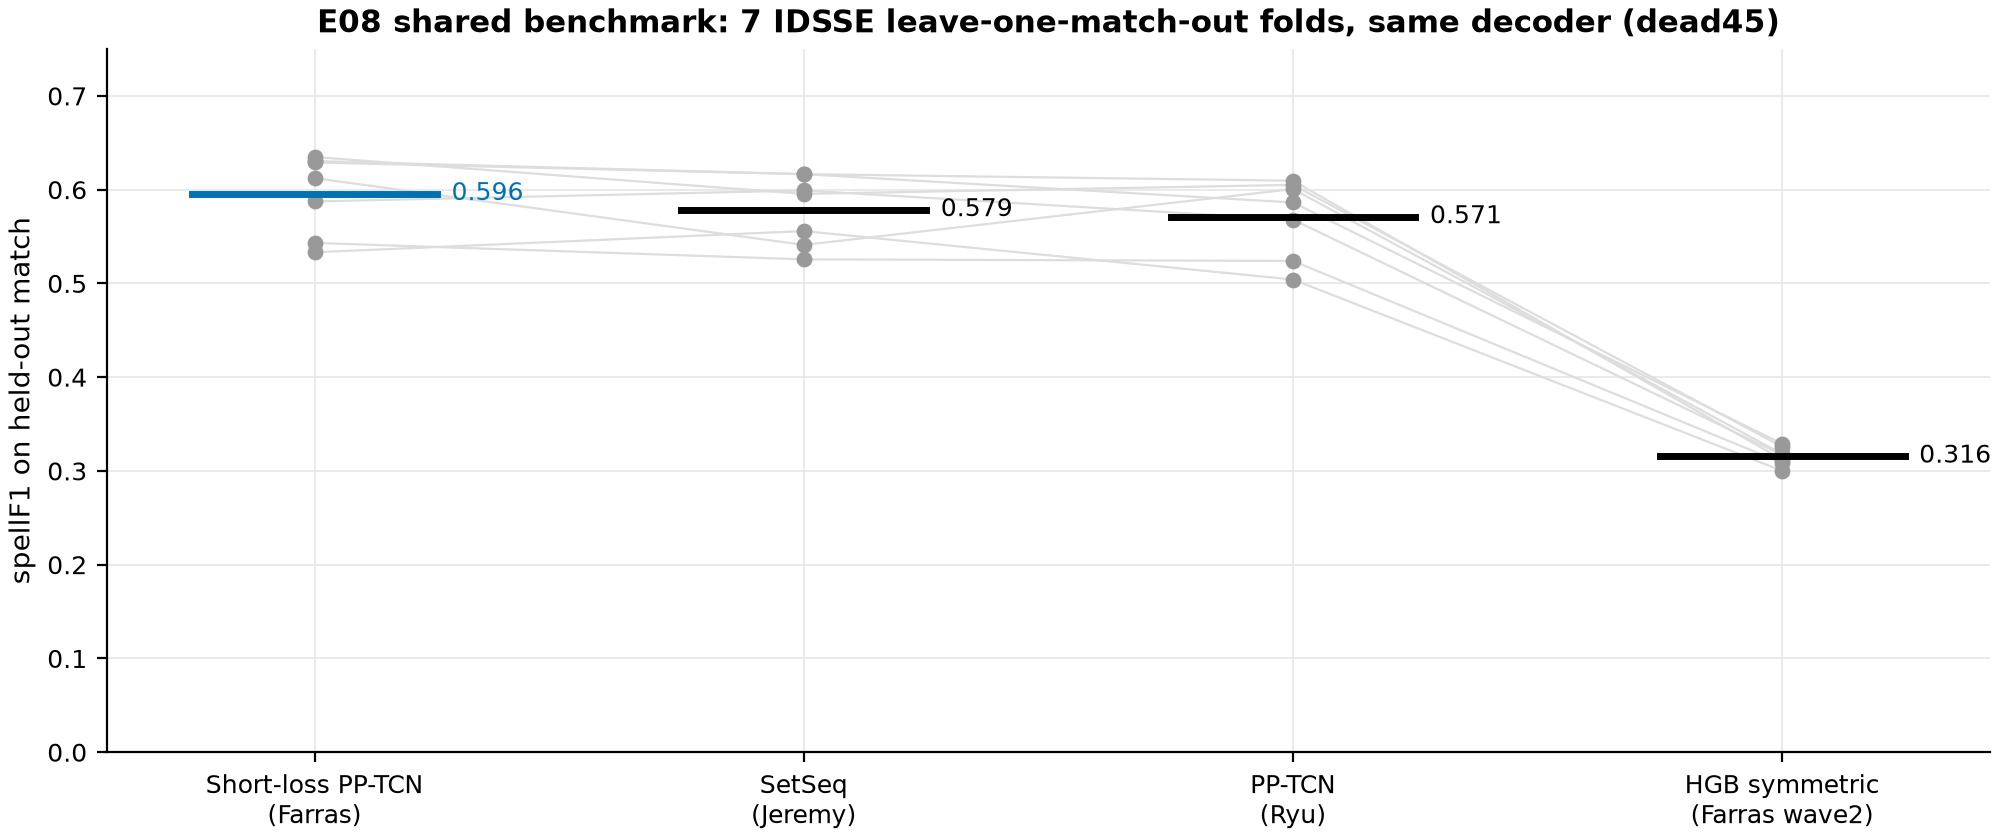 E08 shared benchmark: 7 IDSSE leave-one-match-out folds, same decoder (dead45)
spellF1 on held-out match
0.7
0.6
0.5
0.4
0.3
0.2
0.1
0.0
0.596
0.579
0.571
0.316
Short-loss PP-TCN
(Farras)
SetSeq
(Jeremy)
PP-TCN
(Ryu)
HGB symmetric
(Farras wave2)